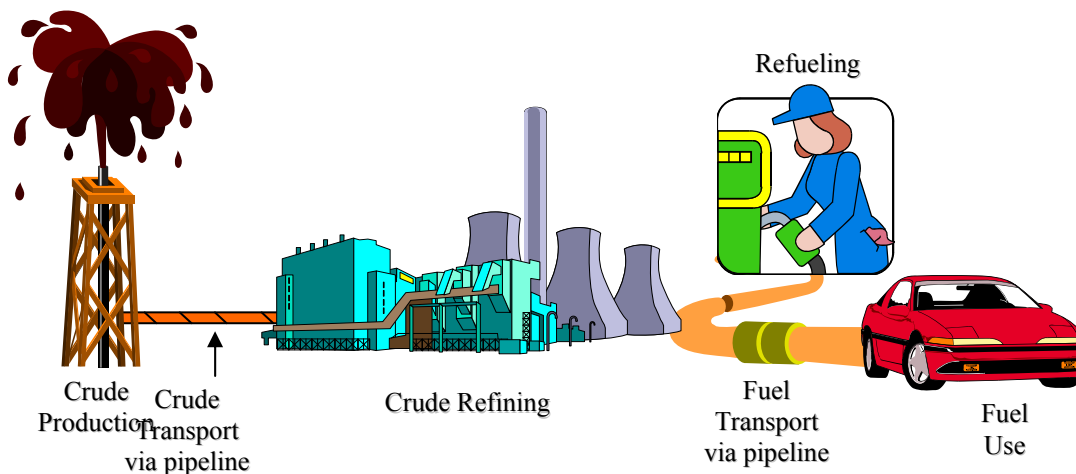 Refueling
Crude
Production
Crude
Transport
via pipeline
Crude Refining
Fuel
Transport
via pipeline
Fuel
Use